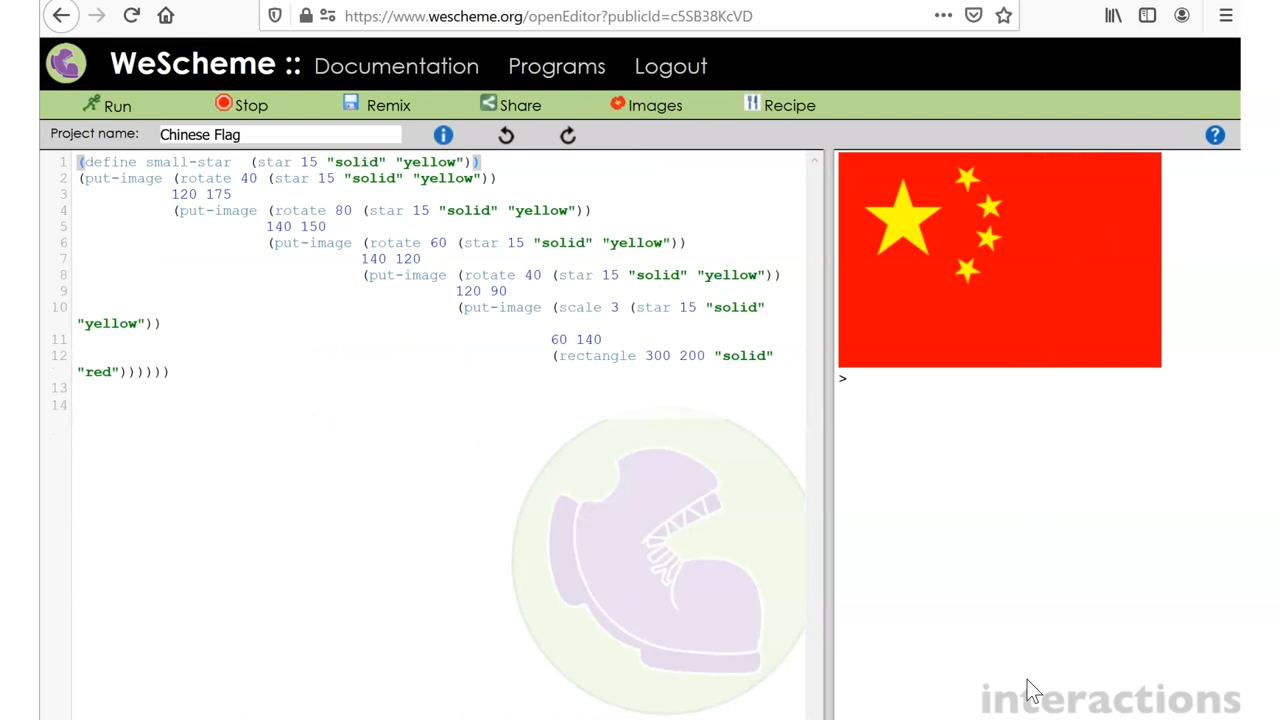 https://www.wescheme.org/openEditor?publicId=c5SB38KcVD
WeScheme :: Documentation Programs Logout
Run Stop Remix Share Images Recipe
Project name: Chinese Flag
1 (define small-star (star 15 "solid" "yellow"))
2 (put-image (rotate 40 (star 15 "solid" "yellow"))
3 120 175
4 (put-image (rotate 80 (star 15 "solid" "yellow"))
5 140 150
6 (put-image (rotate 60 (star 15 "solid" "yellow"))
7 140 120
8 (put-image (rotate 40 (star 15 "solid" "yellow"))
9 120 90
10 (put-image (scale 3 (star 15 "solid"
"yellow"))
11 60 140
12 (rectangle 300 200 "solid"
"red"))))))
13
14
>
interactions